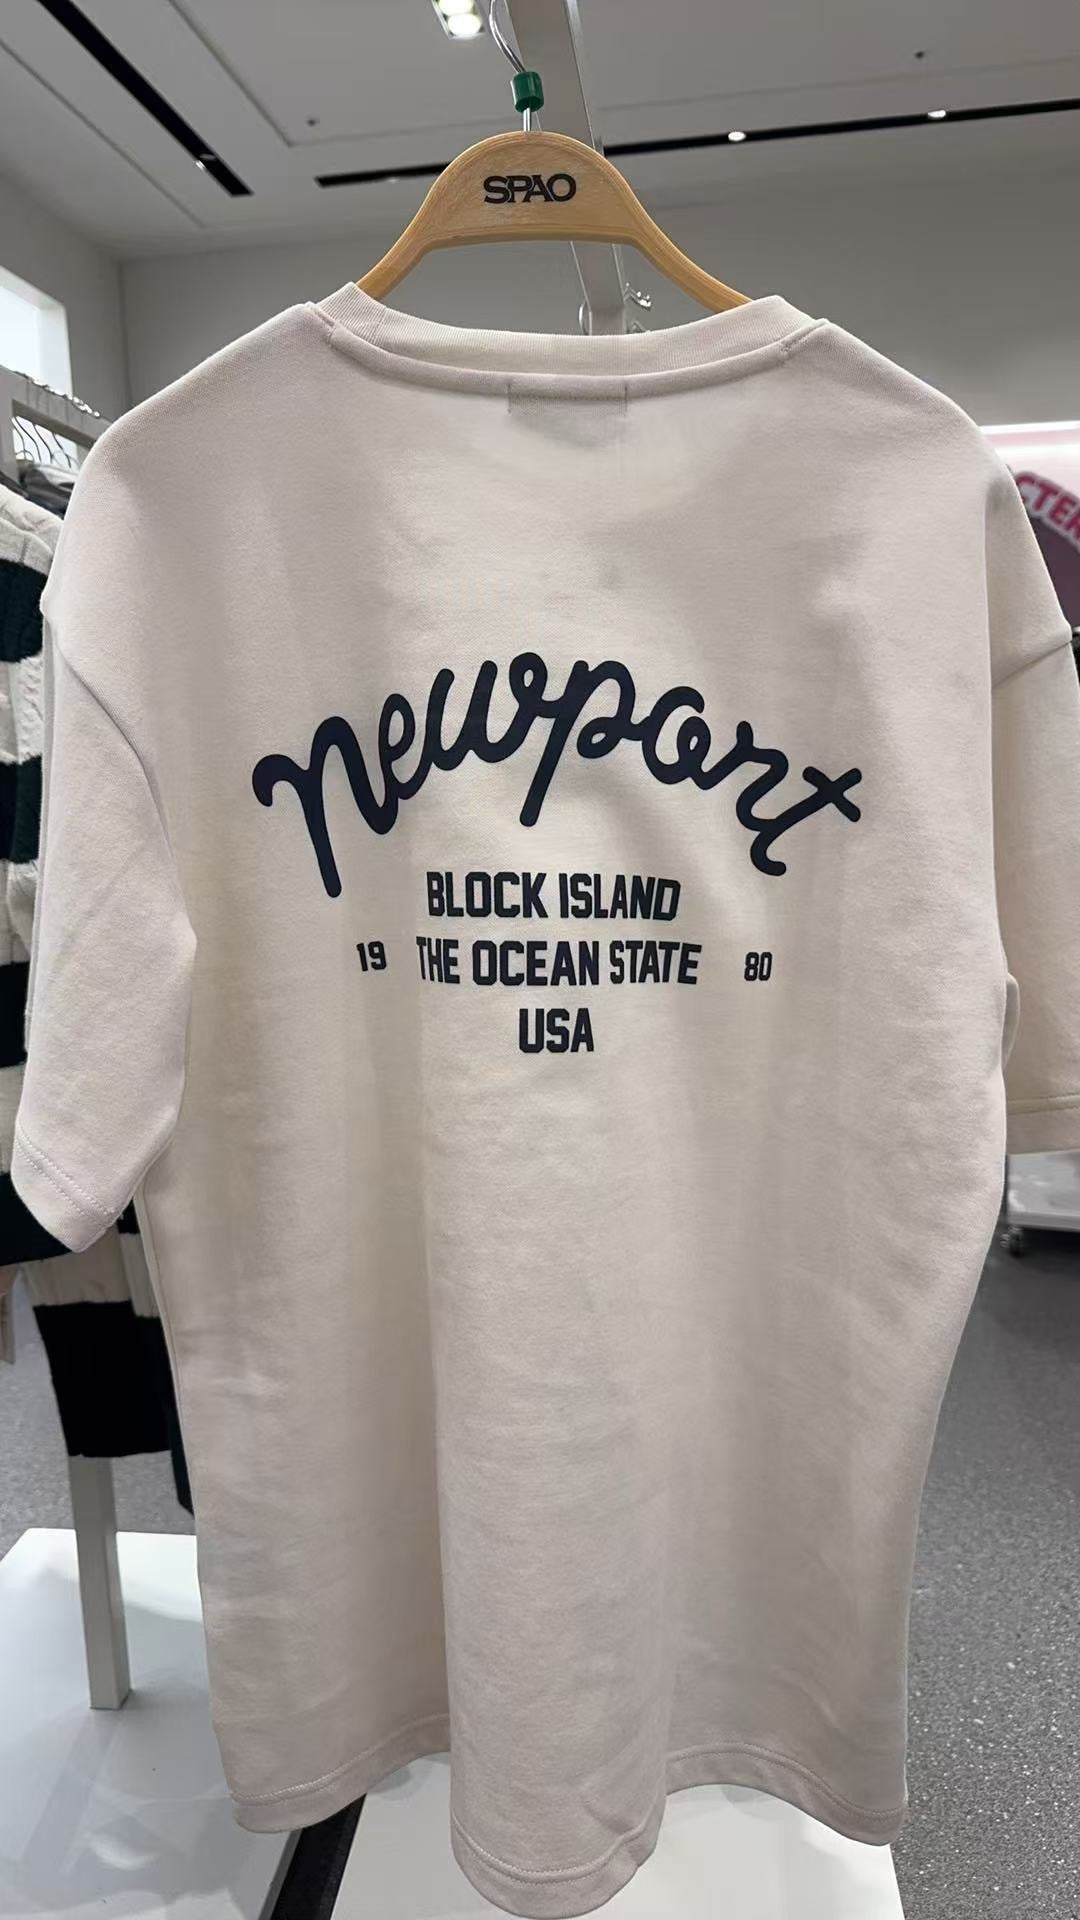 SPAO
newport
BLOCK ISLAND
19 THE OCEAN STATE 80
USA